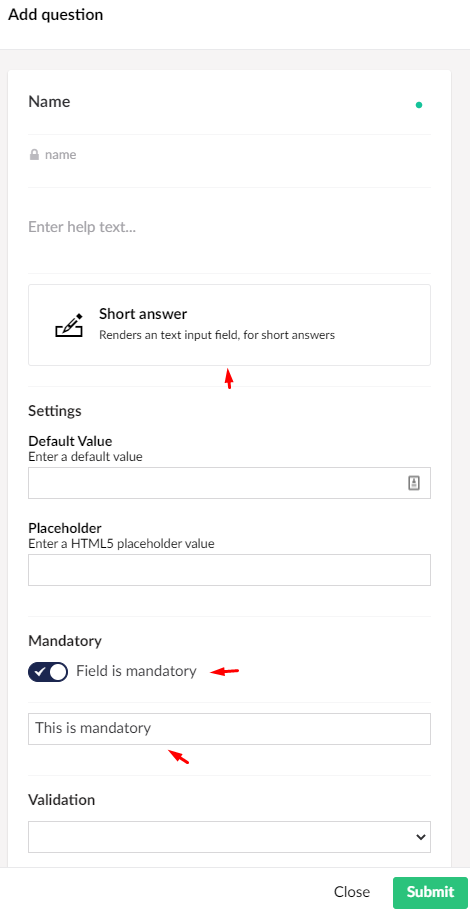 Add question
Name
name
Enter help text...
Short answer
Renders an text input field, for short answers
Settings
Default Value
Enter a default value
Placeholder
Enter a HTML5 placeholder value
Mandatory
Field is mandatory
This is mandatory
Validation
Close
Submit